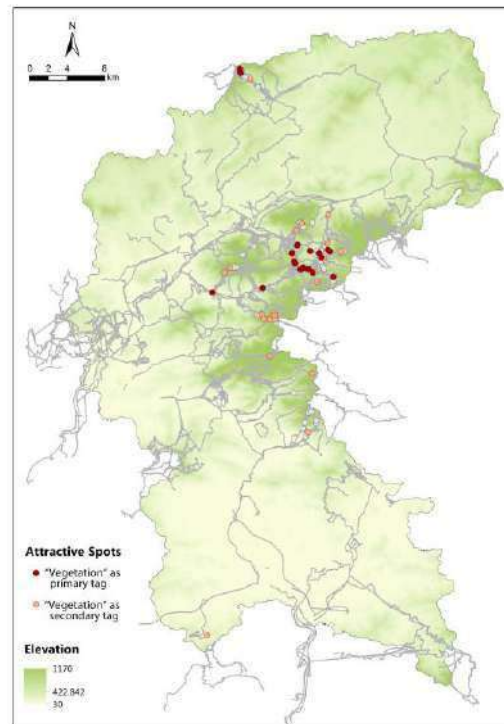 N
0 2 4 8
km
Attractive Spots
"Vegetation" as
primary tag
"Vegetation" as
secondary tag
Elevation
1170
422.842
30